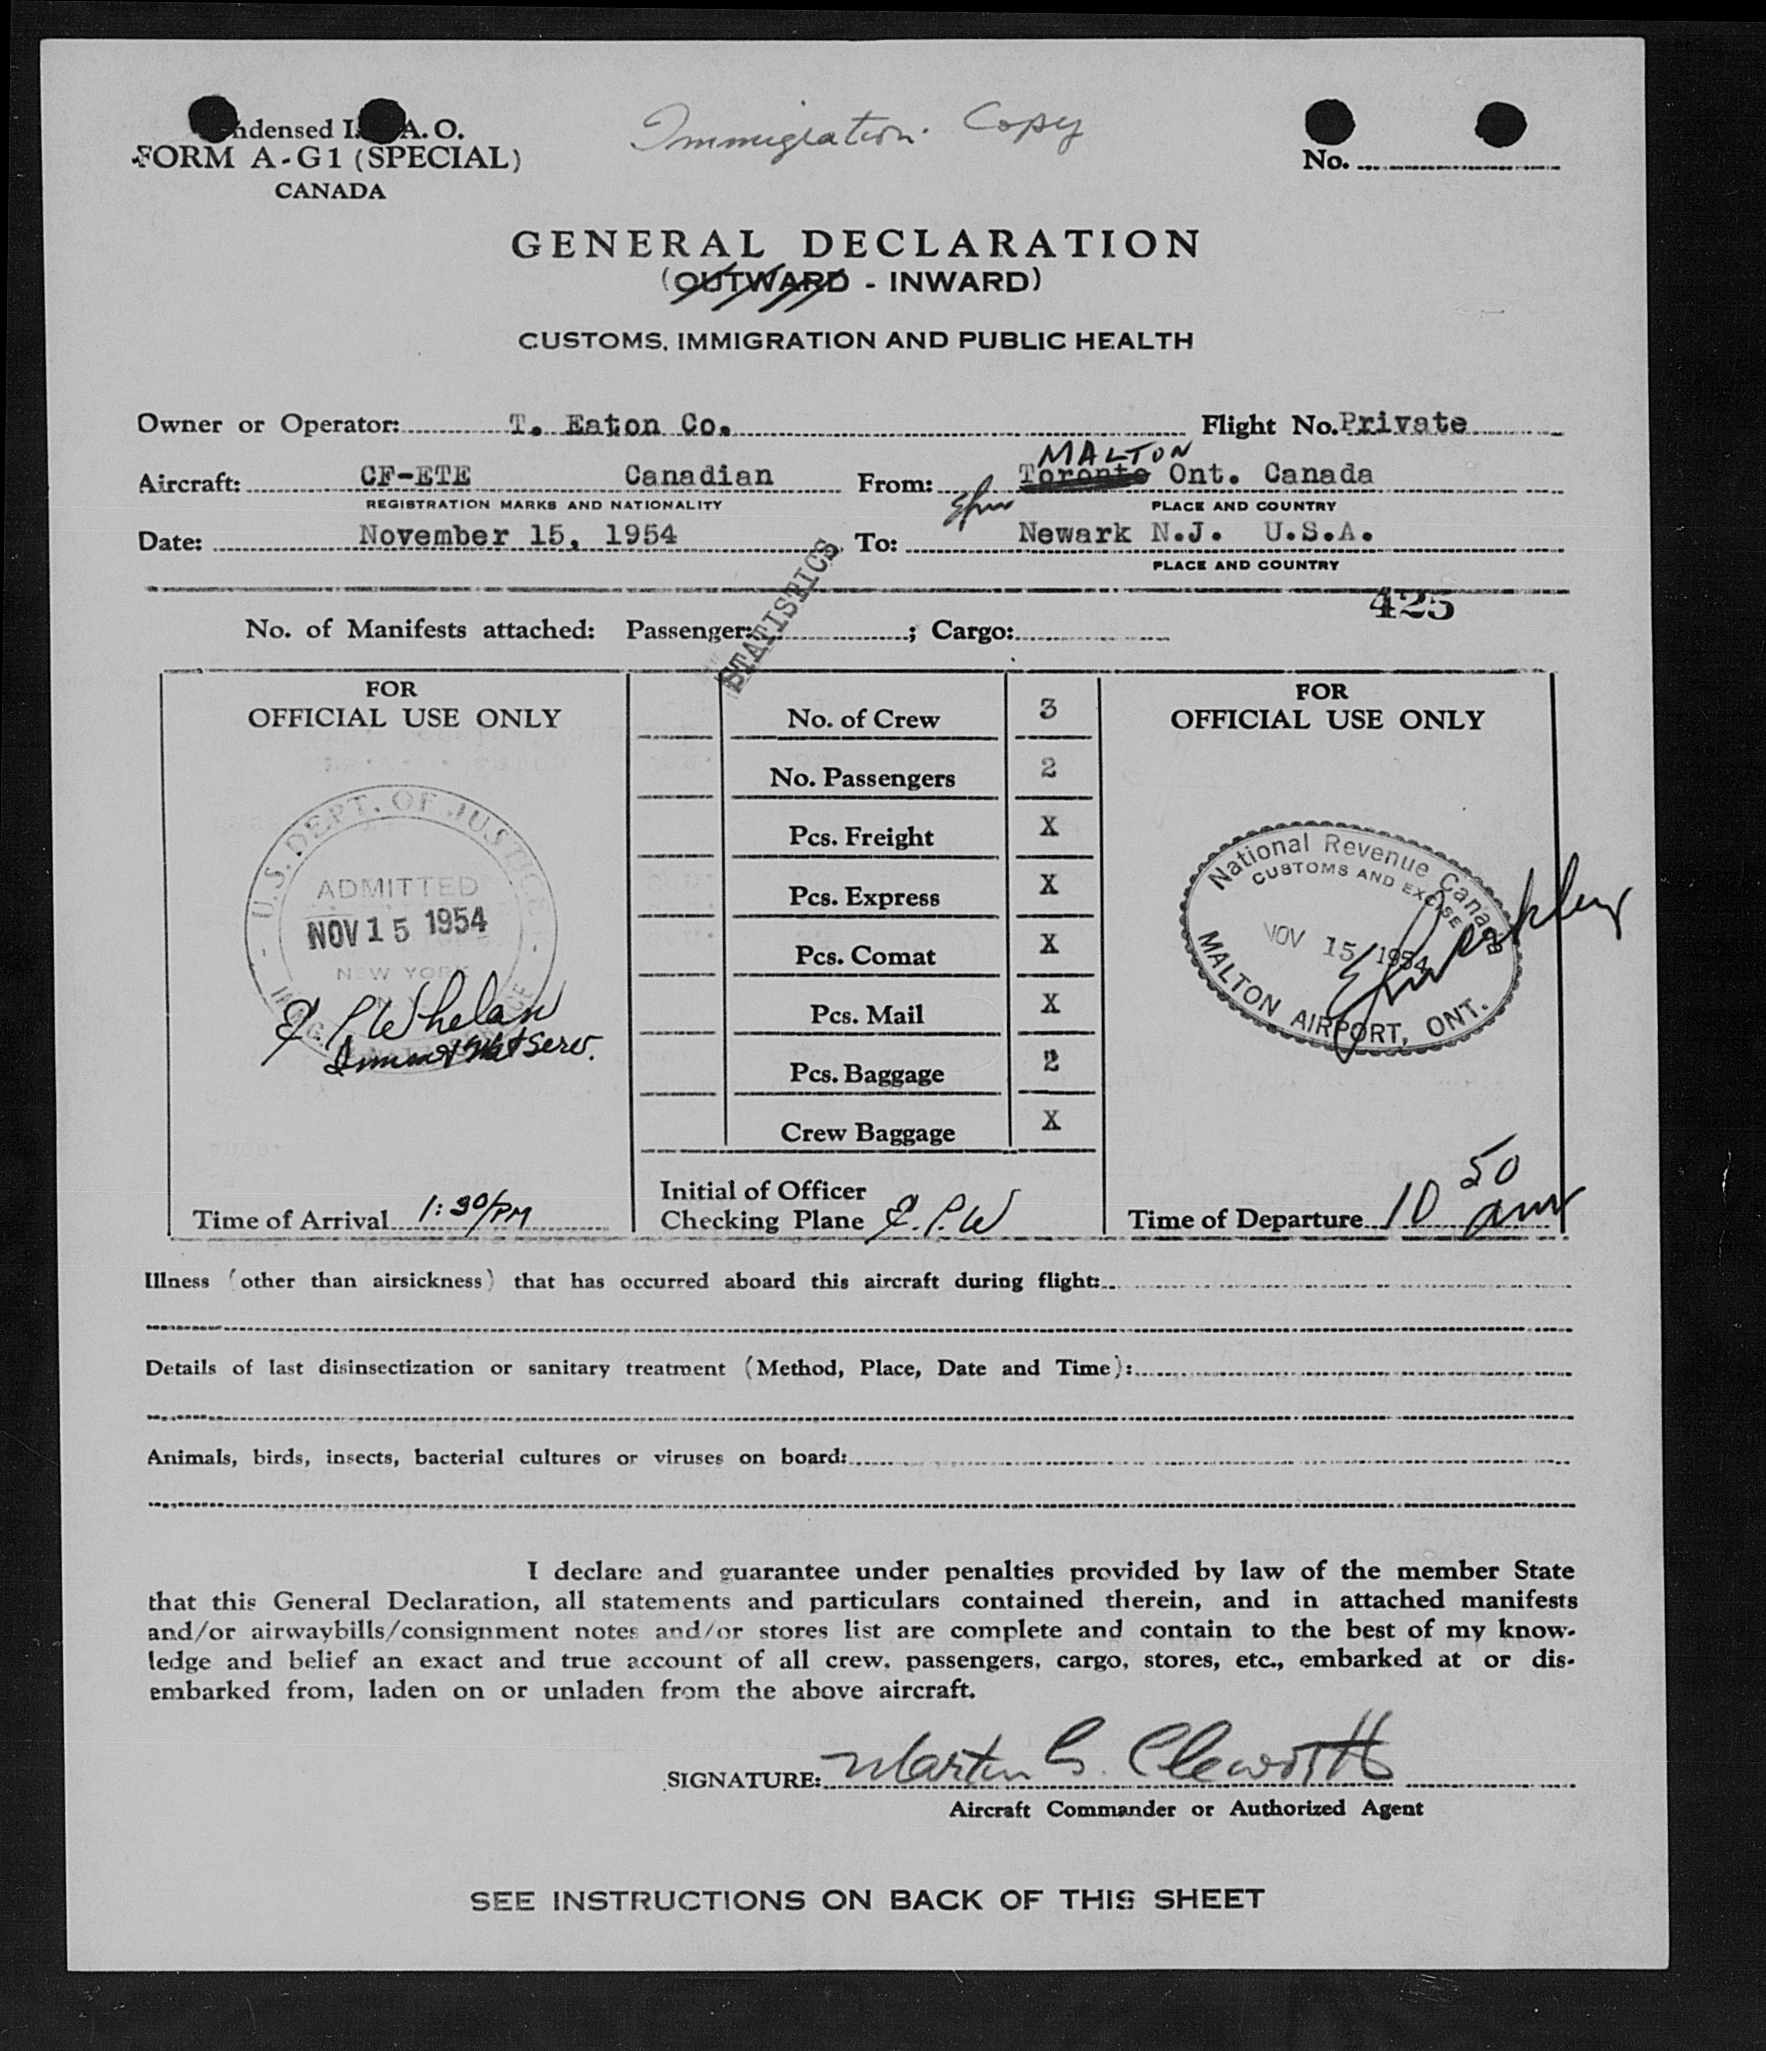 ndensed I. A. O.
FORM A-G1 (SPECIAL)
CANADA
Immigration. Copy
No.
GENERAL DECLARATION
(OUTWARD - INWARD)
CUSTOMS, IMMIGRATION AND PUBLIC HEALTH
Owner or Operator: T. Eaton Co. Flight No. Private
MALTON
Aircraft: CF-ETE Canadian From: Toronto Ont. Canada
REGISTRATION MARKS AND NATIONALITY PLACE AND COUNTRY
Date: November 15, 1954 To: Newark N.J. U.S.A.
PLACE AND COUNTRY
STATISTICS
425
No. of Manifests attached: Passenger: ; Cargo:
FOR
OFFICIAL USE ONLY
U.S. DEPT. OF JUSTICE
ADMITTED
NOV 15 1954
NEW YORK
E. P Whelan
Immig & Nat Serv.
Time of Arrival 1:30/PM
No. of Crew 3
No. Passengers 2
Pcs. Freight X
Pcs. Express X
Pcs. Comat X
Pcs. Mail X
Pcs. Baggage 2
Crew Baggage X
Initial of Officer
Checking Plane E.P.W
FOR
OFFICIAL USE ONLY
National Revenue Canada
CUSTOMS AND EXCISE
NOV 15 1954
MALTON AIRPORT, ONT.
Time of Departure 10 50 am
Illness (other than airsickness) that has occurred aboard this aircraft during flight:
Details of last disinsectization or sanitary treatment (Method, Place, Date and Time):
Animals, birds, insects, bacterial cultures or viruses on board:
I declare and guarantee under penalties provided by law of the member State
that this General Declaration, all statements and particulars contained therein, and in attached manifests
and/or airwaybills/consignment notes and/or stores list are complete and contain to the best of my know-
ledge and belief an exact and true account of all crew, passengers, cargo, stores, etc., embarked at or dis-
embarked from, laden on or unladen from the above aircraft.
SIGNATURE: Martin G. Cleworth
Aircraft Commander or Authorized Agent
SEE INSTRUCTIONS ON BACK OF THIS SHEET